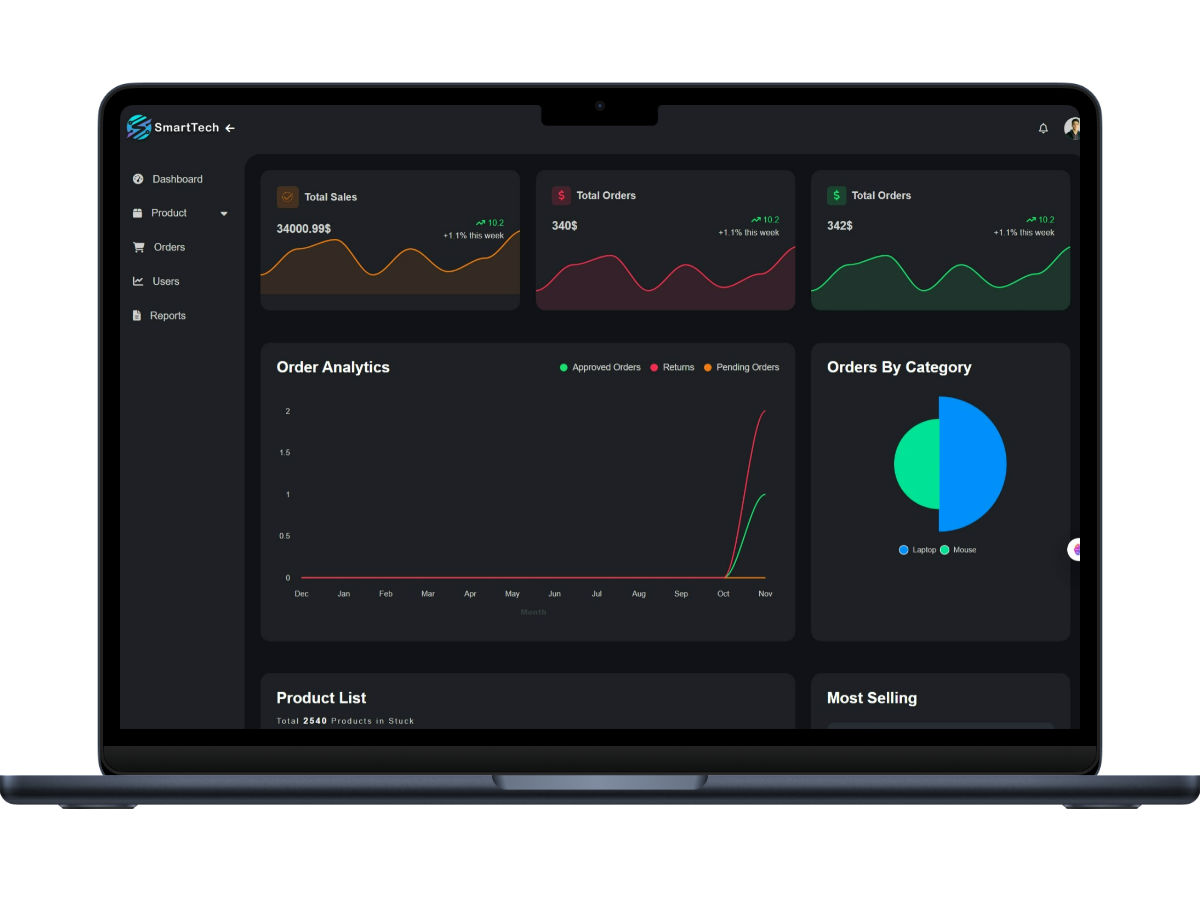 SmartTech
Dashboard
Product
Orders
Users
Reports
Total Sales
34000.99$
10.2
+1.1% this week
$ Total Orders
340$
10.2
+1.1% this week
$ Total Orders
342$
10.2
+1.1% this week
Order Analytics
Approved Orders Returns Pending Orders
2
1.5
1
0.5
0
Dec Jan Feb Mar Apr May Jun Jul Aug Sep Oct Nov
Month
Orders By Category
Laptop Mouse
Product List
Total 2540 Products in Stuck
Most Selling